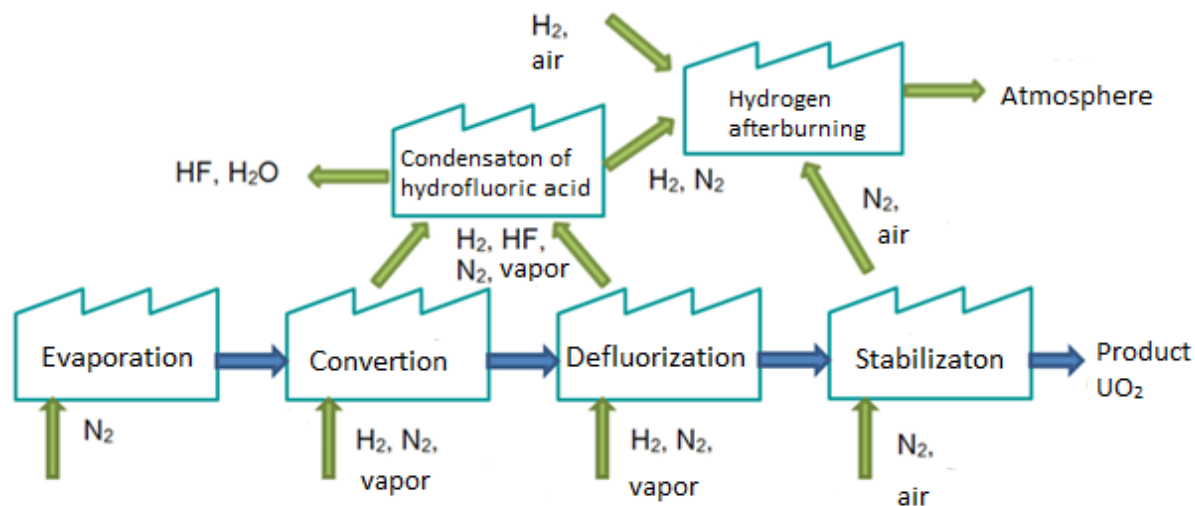 H₂,
air
Hydrogen
afterburning
Atmosphere
Condensaton of
hydrofluoric acid
HF, H₂O
H₂, N₂
N₂,
air
H₂, HF,
N₂, vapor
Evaporation
Convertion
Defluorization
Stabilizaton
Product
UO₂
N₂
H₂, N₂,
vapor
H₂, N₂,
vapor
N₂,
air